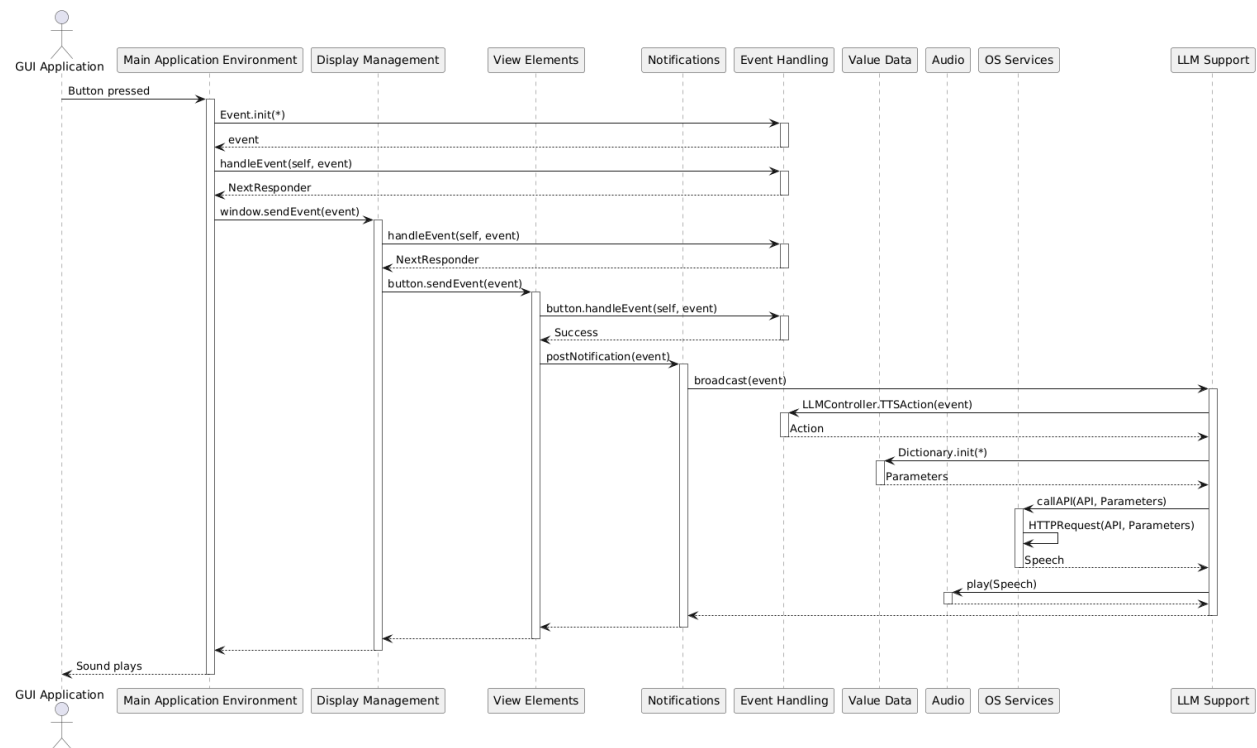 GUI Application
Main Application Environment
Display Management
View Elements
Notifications
Event Handling
Value Data
Audio
OS Services
LLM Support
Button pressed
Event.init(*)
event
handleEvent(self, event)
NextResponder
window.sendEvent(event)
handleEvent(self, event)
NextResponder
button.sendEvent(event)
button.handleEvent(self, event)
Success
postNotification(event)
broadcast(event)
LLMController.TTSAction(event)
Action
Dictionary.init(*)
Parameters
callAPI(API, Parameters)
HTTPRequest(API, Parameters)
Speech
play(Speech)
Sound plays
GUI Application
Main Application Environment
Display Management
View Elements
Notifications
Event Handling
Value Data
Audio
OS Services
LLM Support